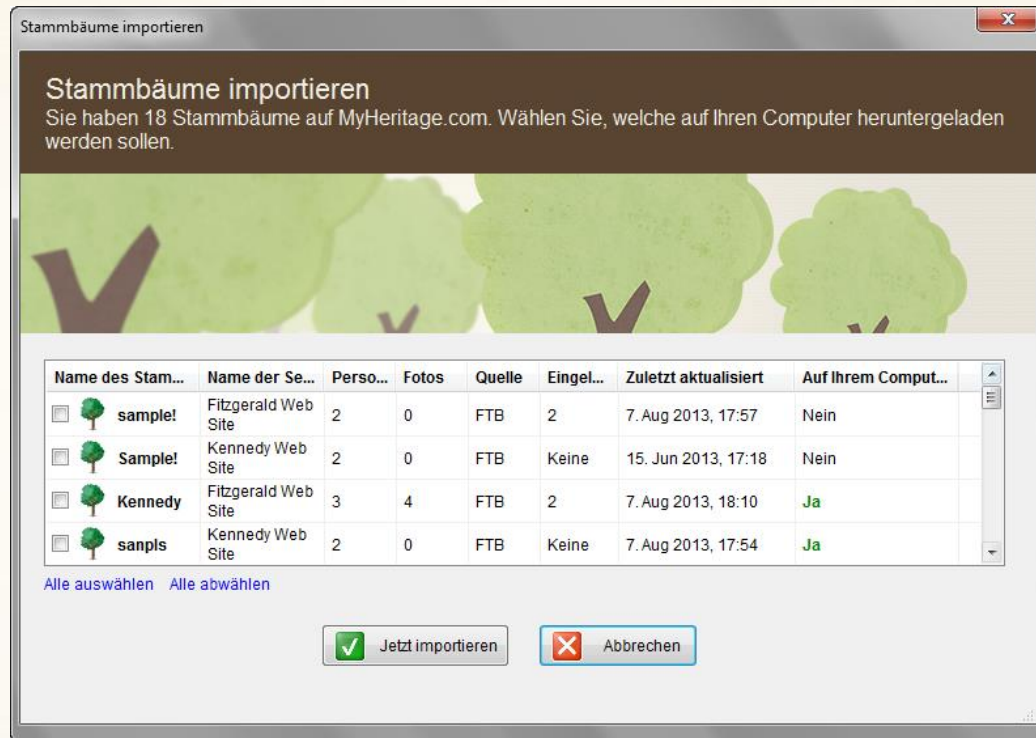 Stammbäume importieren
Stammbäume importieren
Sie haben 18 Stammbäume auf MyHeritage.com. Wählen Sie, welche auf Ihren Computer heruntergeladen
werden sollen.
Name des Stam... Name der Se... Perso... Fotos Quelle Eingel... Zuletzt aktualisiert Auf Ihrem Comput...
sample! Fitzgerald Web Site 2 0 FTB 2 7. Aug 2013, 17:57 Nein
Sample! Kennedy Web Site 2 0 FTB Keine 15. Jun 2013, 17:18 Nein
Kennedy Fitzgerald Web Site 3 4 FTB 2 7. Aug 2013, 18:10 Ja
sanpls Kennedy Web Site 2 0 FTB Keine 7. Aug 2013, 17:54 Ja
Alle auswählen Alle abwählen
Jetzt importieren Abbrechen